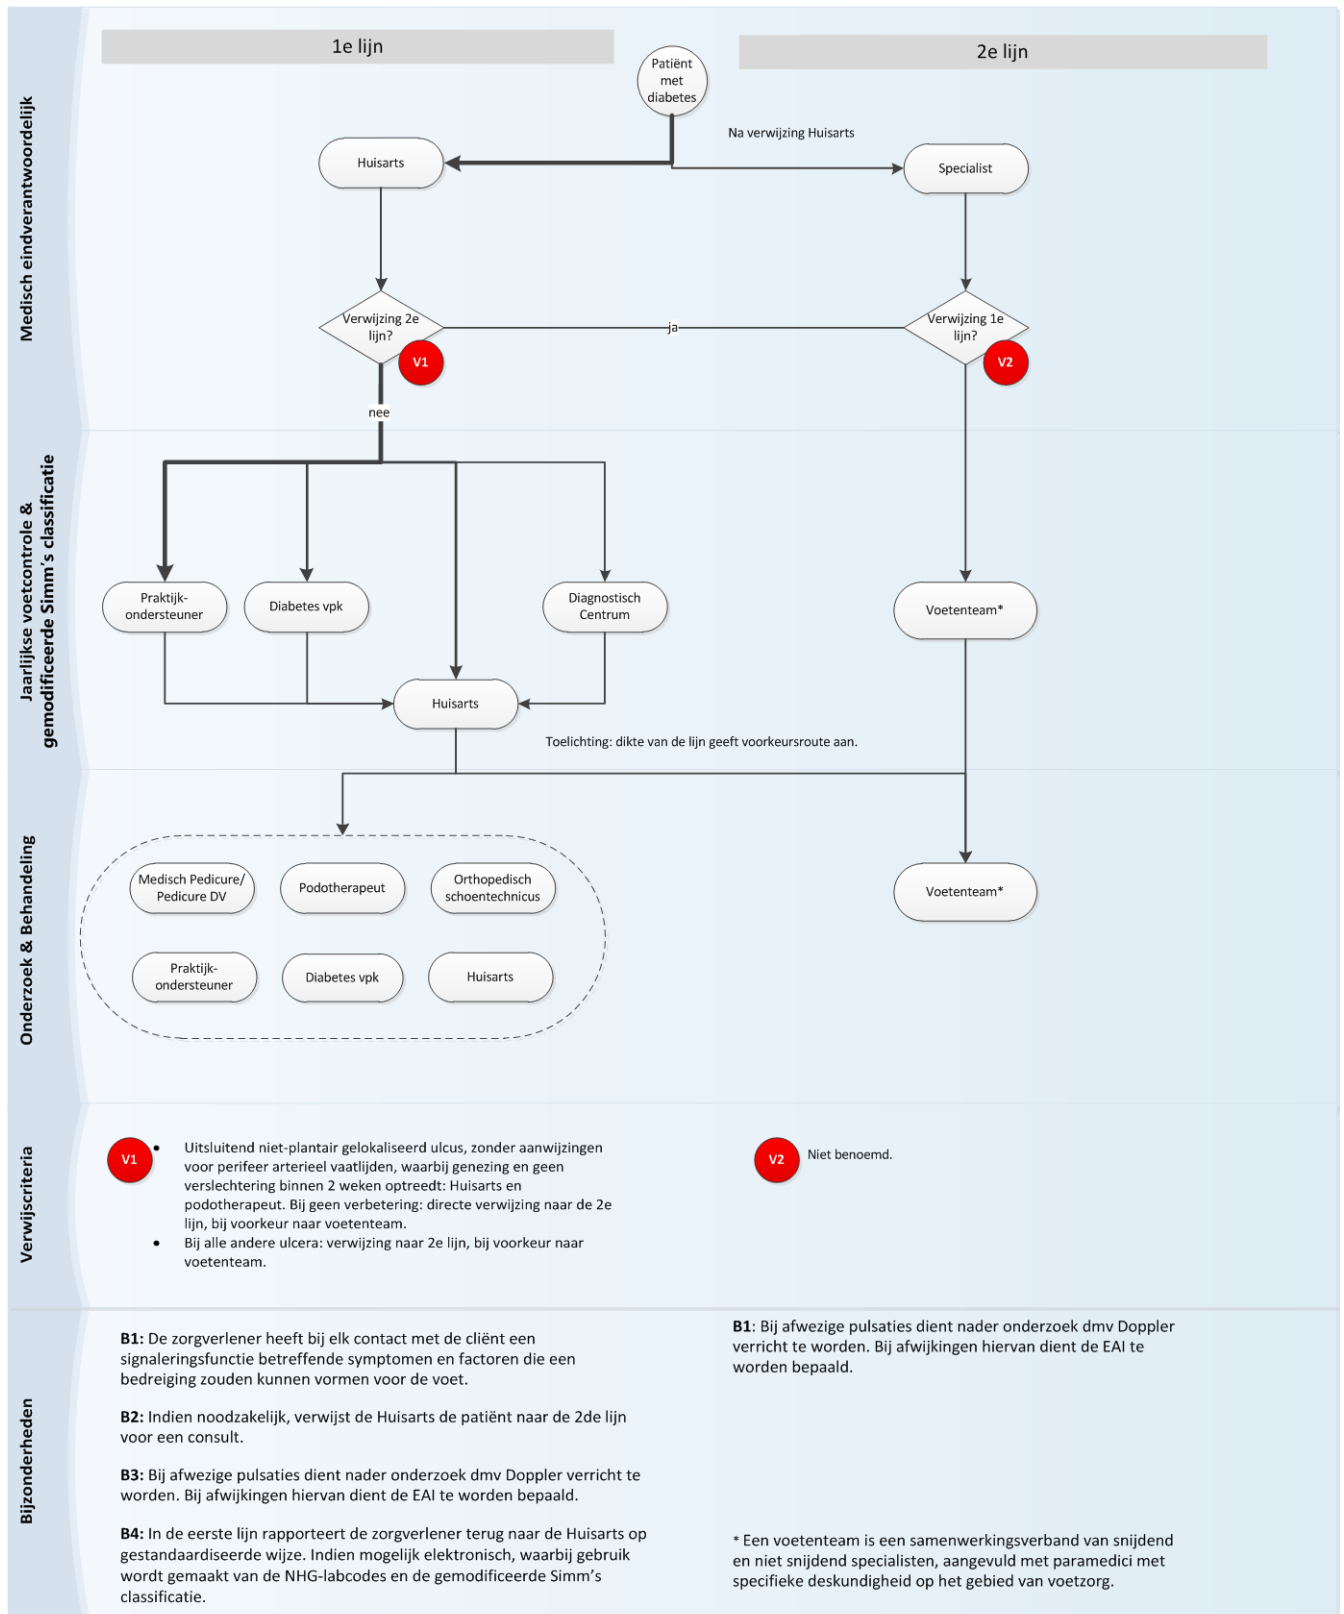 1e lijn
2e lijn
Medisch eindverantwoordelijk
Patiënt
met
diabetes
Na verwijzing Huisarts
Huisarts
Specialist
Verwijzing 2e
lijn?
V1
ja
Verwijzing 1e
lijn?
V2
nee
Jaarlijkse voetcontrole &
gemodificeerde Simm's classificatie
Praktijk-
ondersteuner
Diabetes vpk
Diagnostisch
Centrum
Voetenteam*
Huisarts
Toelichting: dikte van de lijn geeft voorkeursroute aan.
Onderzoek & Behandeling
Medisch Pedicure/
Pedicure DV
Podotherapeut
Orthopedisch
schoentechnicus
Voetenteam*
Praktijk-
ondersteuner
Diabetes vpk
Huisarts
Verwijscriteria
V1
• Uitsluitend niet-plantair gelokaliseerd ulcus, zonder aanwijzingen
voor perifeer arterieel vaatlijden, waarbij genezing en geen
verslechtering binnen 2 weken optreedt: Huisarts en
podotherapeut. Bij geen verbetering: directe verwijzing naar de 2e
lijn, bij voorkeur naar voetenteam.
• Bij alle andere ulcera: verwijzing naar 2e lijn, bij voorkeur naar
voetenteam.
V2
Niet benoemd.
Bijzonderheden
B1: De zorgverlener heeft bij elk contact met de cliënt een
signaleringsfunctie betreffende symptomen en factoren die een
bedreiging zouden kunnen vormen voor de voet.
B2: Indien noodzakelijk, verwijst de Huisarts de patiënt naar de 2de lijn
voor een consult.
B3: Bij afwezige pulsaties dient nader onderzoek dmv Doppler verricht te
worden. Bij afwijkingen hiervan dient de EAI te worden bepaald.
B4: In de eerste lijn rapporteert de zorgverlener terug naar de Huisarts op
gestandaardiseerde wijze. Indien mogelijk elektronisch, waarbij gebruik
wordt gemaakt van de NHG-labcodes en de gemodificeerde Simm's
classificatie.
B1: Bij afwezige pulsaties dient nader onderzoek dmv Doppler
verricht te worden. Bij afwijkingen hiervan dient de EAI te
worden bepaald.
* Een voetenteam is een samenwerkingsverband van snijdend
en niet snijdend specialisten, aangevuld met paramedici met
specifieke deskundigheid op het gebied van voetzorg.